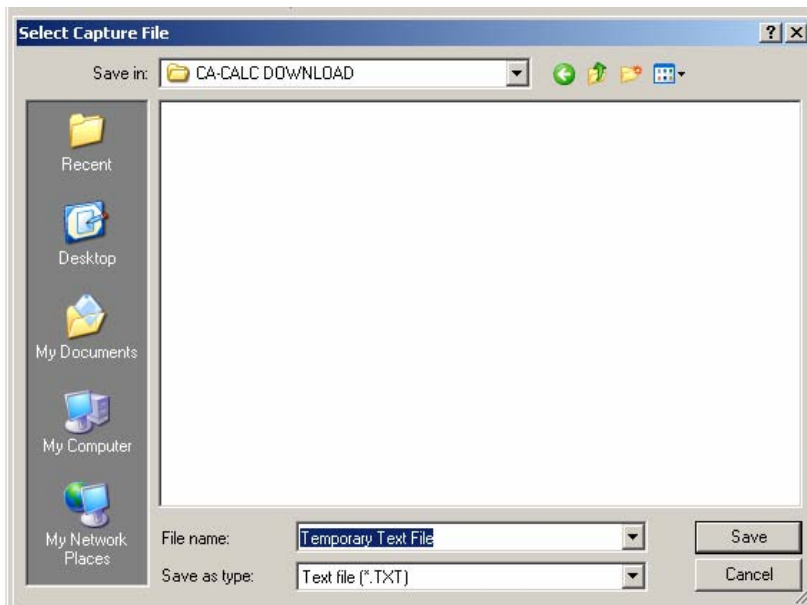 Select Capture File
Save in: CA-CALC DOWNLOAD
Recent
Desktop
My Documents
My Computer
My Network
Places
File name: Temporary Text File Save
Save as type: Text file (*.TXT) Cancel